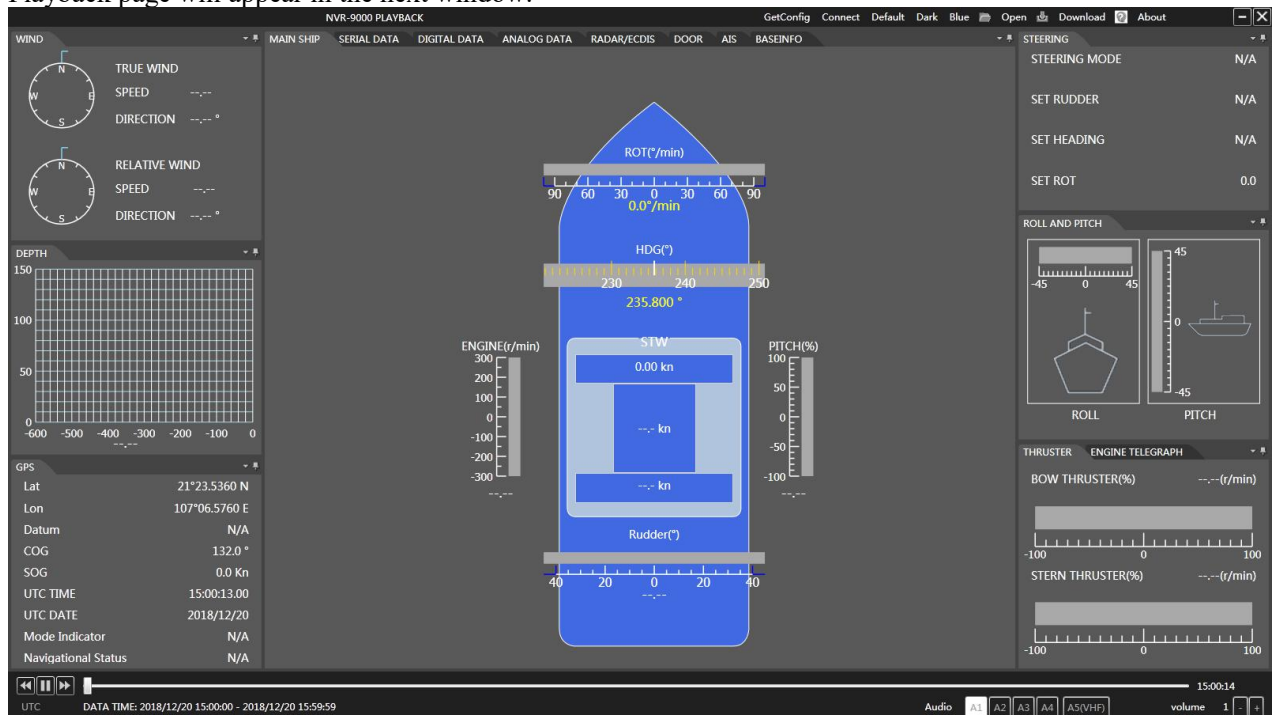 Playback page will appear in the next window:
NVR-9000 PLAYBACK GetConfig Connect Default Dark Blue Open Download About
WIND
N
W E
S
TRUE WIND
SPEED --.--
DIRECTION --.-- °
N
W E
S
RELATIVE WIND
SPEED --.--
DIRECTION --.-- °
DEPTH
150
100
50
0
-600 -500 -400 -300 -200 -100 0
--.--
GPS
Lat 21°23.5360 N
Lon 107°06.5760 E
Datum N/A
COG 132.0 °
SOG 0.0 Kn
UTC TIME 15:00:13.00
UTC DATE 2018/12/20
Mode Indicator N/A
Navigational Status N/A
MAIN SHIP SERIAL DATA DIGITAL DATA ANALOG DATA RADAR/ECDIS DOOR AIS BASEINFO
ROT(°/min)
90 60 30 0 30 60 90
0.0°/min
HDG(°)
230 240 250
235.800 °
ENGINE(r/min)
300
200
100
0
-100
-200
-300
--.--
STW
0.00 kn
--.- kn
--.- kn
PITCH(%)
100
50
0
-50
-100
--.--
Rudder(°)
40 20 0 20 40
--.--
STEERING
STEERING MODE N/A
SET RUDDER N/A
SET HEADING N/A
SET ROT 0.0
ROLL AND PITCH
-45 0 45
ROLL
45
0
-45
PITCH
THRUSTER ENGINE TELEGRAPH
BOW THRUSTER(%) --.--(r/min)
-100 0 100
STERN THRUSTER(%) --.--(r/min)
-100 0 100
15:00:14
UTC DATA TIME: 2018/12/20 15:00:00 - 2018/12/20 15:59:59 Audio A1 A2 A3 A4 A5(VHF) volume 1 - +